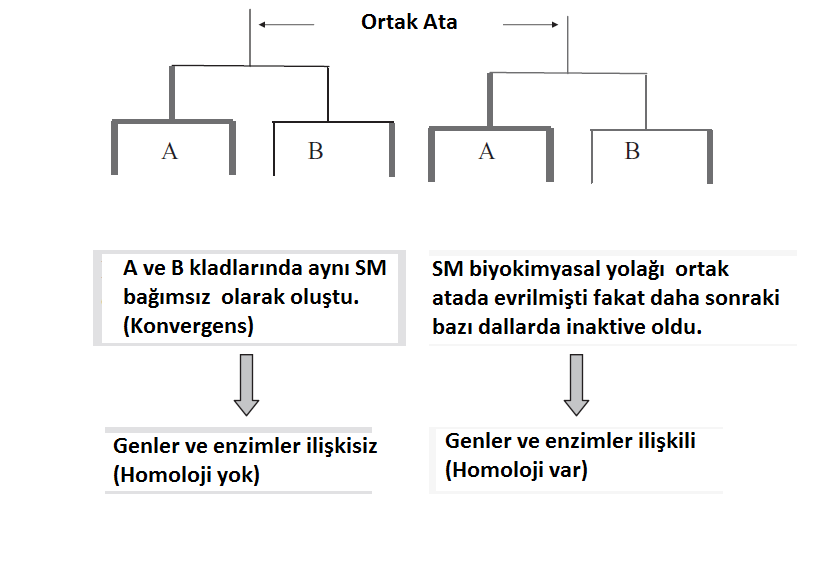 Ortak Ata
A
B
A
B
A ve B kladlarında aynı SM
bağımsız olarak oluştu.
(Konvergens)
SM biyokimyasal yolağı ortak
atada evrilmişti fakat daha sonraki
bazı dallarda inaktive oldu.
Genler ve enzimler ilişkisiz
(Homoloji yok)
Genler ve enzimler ilişkili
(Homoloji var)